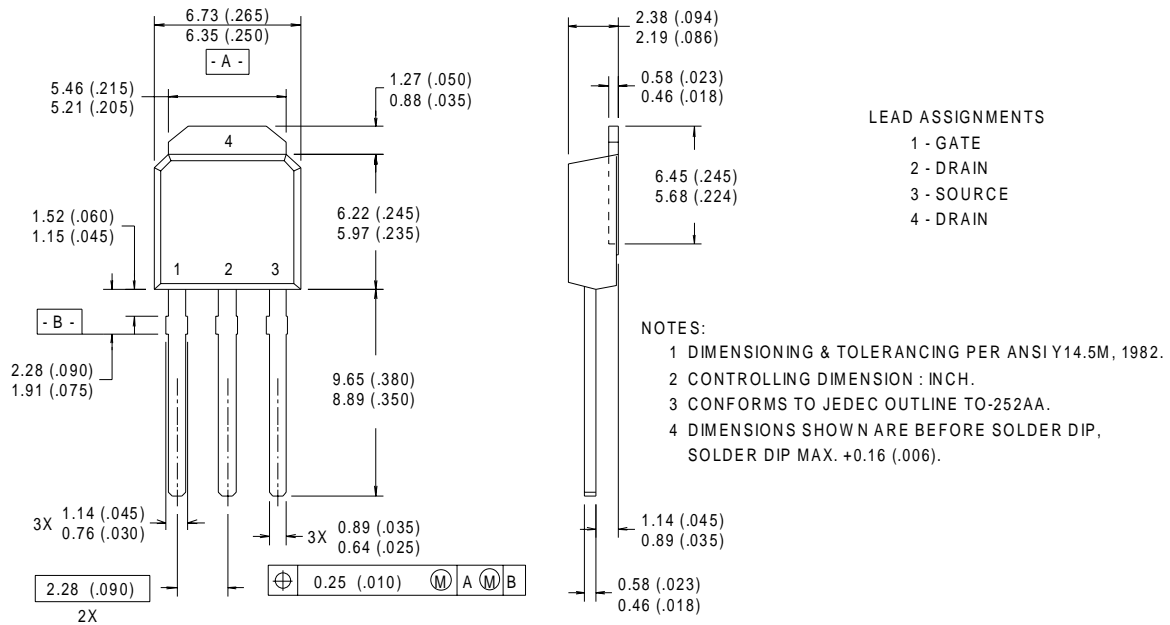 6.73 (.265)
6.35 (.250)
- A -
5.46 (.215)
5.21 (.205)
1.27 (.050)
0.88 (.035)
4
1.52 (.060)
1.15 (.045)
6.22 (.245)
5.97 (.235)
1 2 3
- B -
2.28 (.090)
1.91 (.075)
9.65 (.380)
8.89 (.350)
3X 1.14 (.045)
0.76 (.030)
3X 0.89 (.035)
0.64 (.025)
2.28 (.090)
2X
⌖ 0.25 (.010) Ⓜ A Ⓜ B
2.38 (.094)
2.19 (.086)
0.58 (.023)
0.46 (.018)
6.45 (.245)
5.68 (.224)
1.14 (.045)
0.89 (.035)
0.58 (.023)
0.46 (.018)
LEAD ASSIGNMENTS
1 - GATE
2 - DRAIN
3 - SOURCE
4 - DRAIN
NOTES:
1 DIMENSIONING & TOLERANCING PER ANSI Y14.5M, 1982.
2 CONTROLLING DIMENSION : INCH.
3 CONFORMS TO JEDEC OUTLINE TO-252AA.
4 DIMENSIONS SHOWN ARE BEFORE SOLDER DIP,
SOLDER DIP MAX. +0.16 (.006).